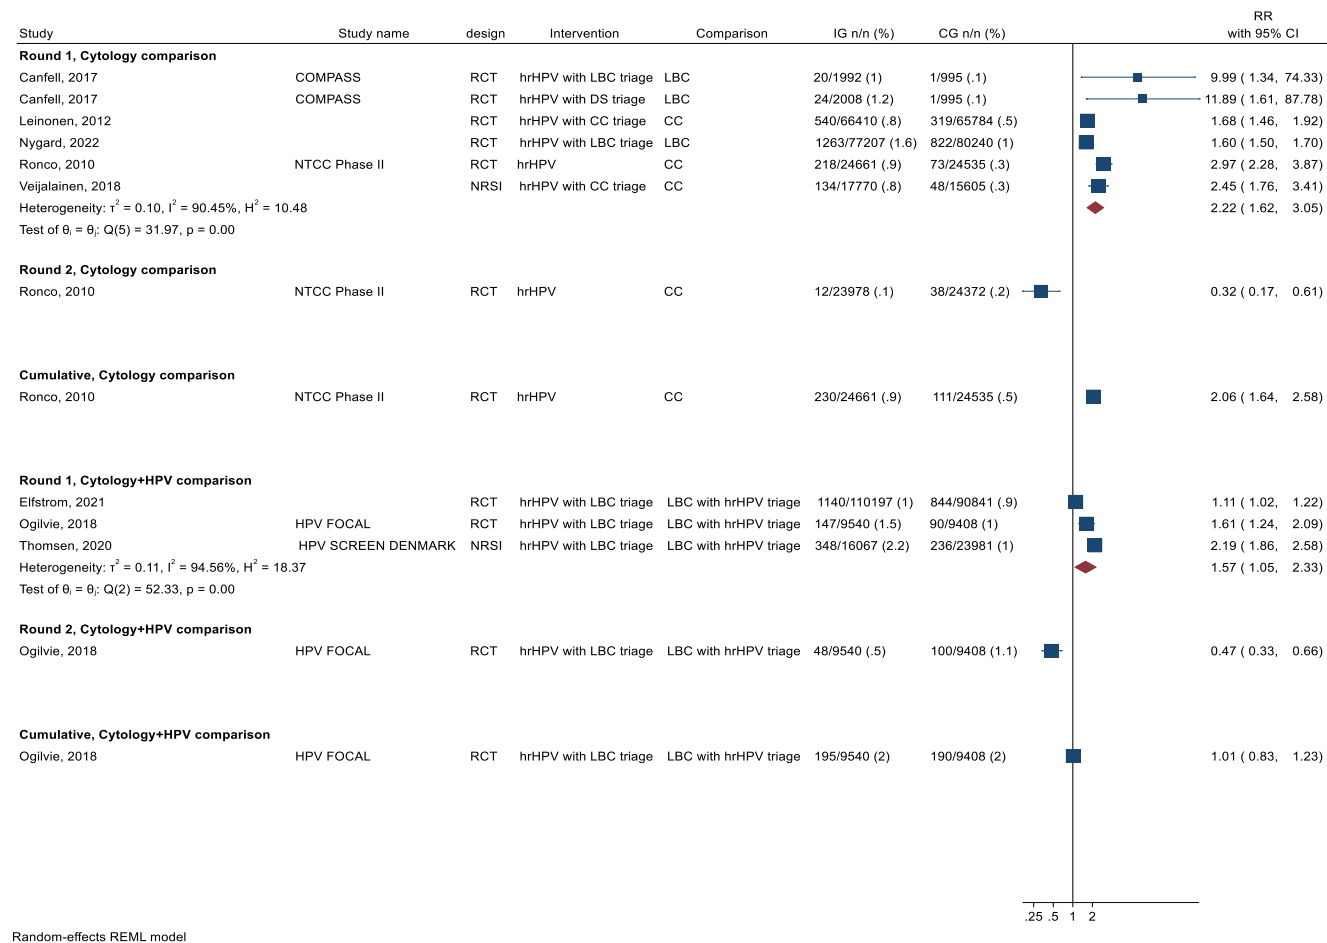 RR
Study Study name design Intervention Comparison IG n/n (%) CG n/n (%) with 95% CI
Round 1, Cytology comparison
Canfell, 2017 COMPASS RCT hrHPV with LBC triage LBC 20/1992 (1) 1/995 (.1) 9.99 ( 1.34, 74.33)
Canfell, 2017 COMPASS RCT hrHPV with DS triage LBC 24/2008 (1.2) 1/995 (.1) 11.89 ( 1.61, 87.78)
Leinonen, 2012 RCT hrHPV with CC triage CC 540/66410 (.8) 319/65784 (.5) 1.68 ( 1.46, 1.92)
Nygard, 2022 RCT hrHPV with LBC triage LBC 1263/77207 (1.6) 822/80240 (1) 1.60 ( 1.50, 1.70)
Ronco, 2010 NTCC Phase II RCT hrHPV CC 218/24661 (.9) 73/24535 (.3) 2.97 ( 2.28, 3.87)
Veijalainen, 2018 NRSI hrHPV with CC triage CC 134/17770 (.8) 48/15605 (.3) 2.45 ( 1.76, 3.41)
Heterogeneity: τ² = 0.10, I² = 90.45%, H² = 10.48 2.22 ( 1.62, 3.05)
Test of θᵢ = θⱼ: Q(5) = 31.97, p = 0.00
Round 2, Cytology comparison
Ronco, 2010 NTCC Phase II RCT hrHPV CC 12/23978 (.1) 38/24372 (.2) 0.32 ( 0.17, 0.61)
Cumulative, Cytology comparison
Ronco, 2010 NTCC Phase II RCT hrHPV CC 230/24661 (.9) 111/24535 (.5) 2.06 ( 1.64, 2.58)
Round 1, Cytology+HPV comparison
Elfstrom, 2021 RCT hrHPV with LBC triage LBC with hrHPV triage 1140/110197 (1) 844/90841 (.9) 1.11 ( 1.02, 1.22)
Ogilvie, 2018 HPV FOCAL RCT hrHPV with LBC triage LBC with hrHPV triage 147/9540 (1.5) 90/9408 (1) 1.61 ( 1.24, 2.09)
Thomsen, 2020 HPV SCREEN DENMARK NRSI hrHPV with LBC triage LBC with hrHPV triage 348/16067 (2.2) 236/23981 (1) 2.19 ( 1.86, 2.58)
Heterogeneity: τ² = 0.11, I² = 94.56%, H² = 18.37 1.57 ( 1.05, 2.33)
Test of θᵢ = θⱼ: Q(2) = 52.33, p = 0.00
Round 2, Cytology+HPV comparison
Ogilvie, 2018 HPV FOCAL RCT hrHPV with LBC triage LBC with hrHPV triage 48/9540 (.5) 100/9408 (1.1) 0.47 ( 0.33, 0.66)
Cumulative, Cytology+HPV comparison
Ogilvie, 2018 HPV FOCAL RCT hrHPV with LBC triage LBC with hrHPV triage 195/9540 (2) 190/9408 (2) 1.01 ( 0.83, 1.23)
.25 .5 1 2
Random-effects REML model